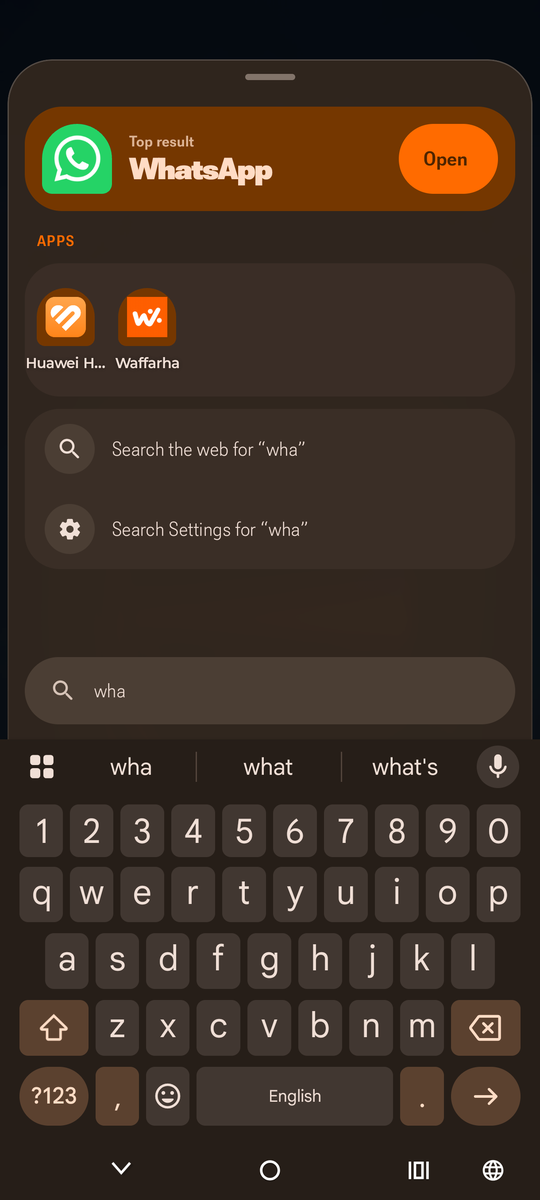 Top result
WhatsApp
Open
APPS
Huawei H... Waffarha
Search the web for “wha”
Search Settings for “wha”
wha
wha what what's
1 2 3 4 5 6 7 8 9 0
q w e r t y u i o p
a s d f g h j k l
z x c v b n m
?123 , English .